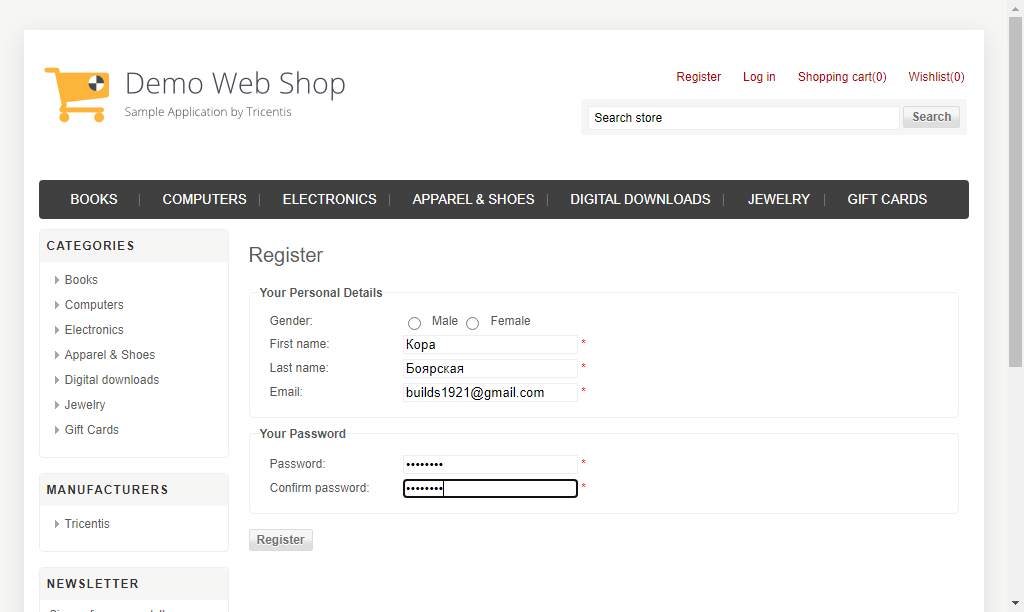 Demo Web Shop
Sample Application by Tricentis
Register Log in Shopping cart(0) Wishlist(0)
Search store Search
BOOKS COMPUTERS ELECTRONICS APPAREL & SHOES DIGITAL DOWNLOADS JEWELRY GIFT CARDS
CATEGORIES
Books
Computers
Electronics
Apparel & Shoes
Digital downloads
Jewelry
Gift Cards
MANUFACTURERS
Tricentis
NEWSLETTER
Register
Your Personal Details
Gender: Male Female
First name: Кора *
Last name: Боярская *
Email: builds1921@gmail.com *
Your Password
Password: •••••••• *
Confirm password: •••••••• *
Register